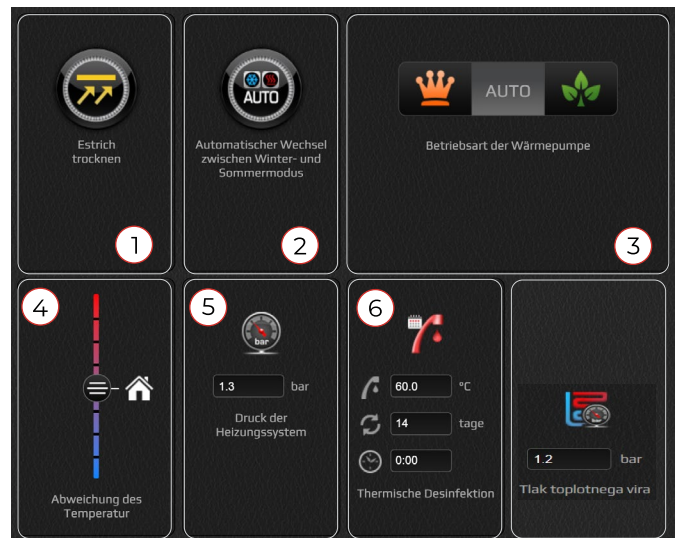 Estrich
trocknen
1
AUTO
Automatischer Wechsel
zwischen Winter- und
Sommermodus
2
AUTO
Betriebsart der Wärmepumpe
3
4
Abweichung des
Temperatur
5
bar
1.3 bar
Druck der
Heizungssystem
6
60.0 °C
14 tage
0:00
Thermische Desinfektion
bar
1.2 bar
Tlak toplotnega vira